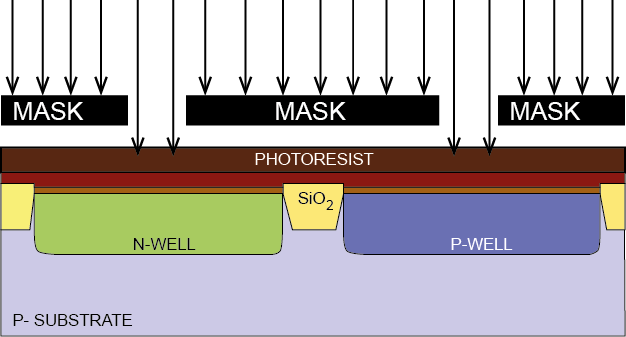 MASK MASK MASK
PHOTORESIST
SiO2
N-WELL P-WELL
P- SUBSTRATE